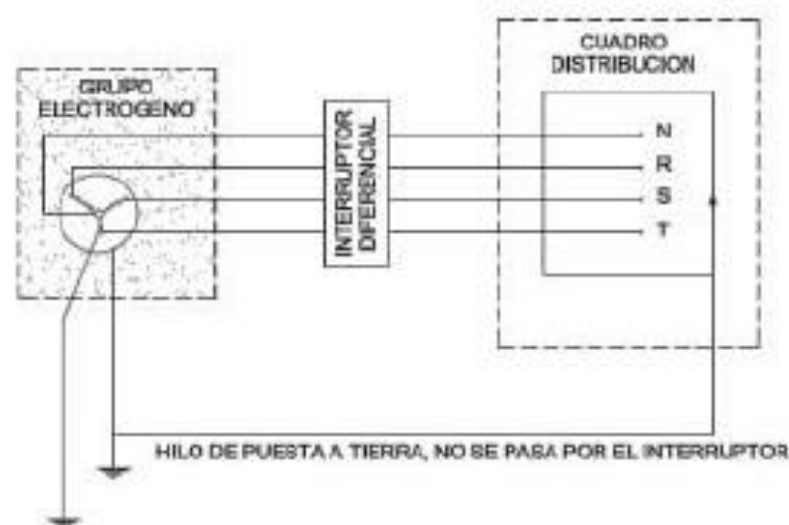 CUADRO
DISTRIBUCION
GRUPO
ELECTROGENO
INTERRUPTOR
DIFERENCIAL
N
R
S
T
HILO DE PUESTA A TIERRA, NO SE PASA POR EL INTERRUPTOR